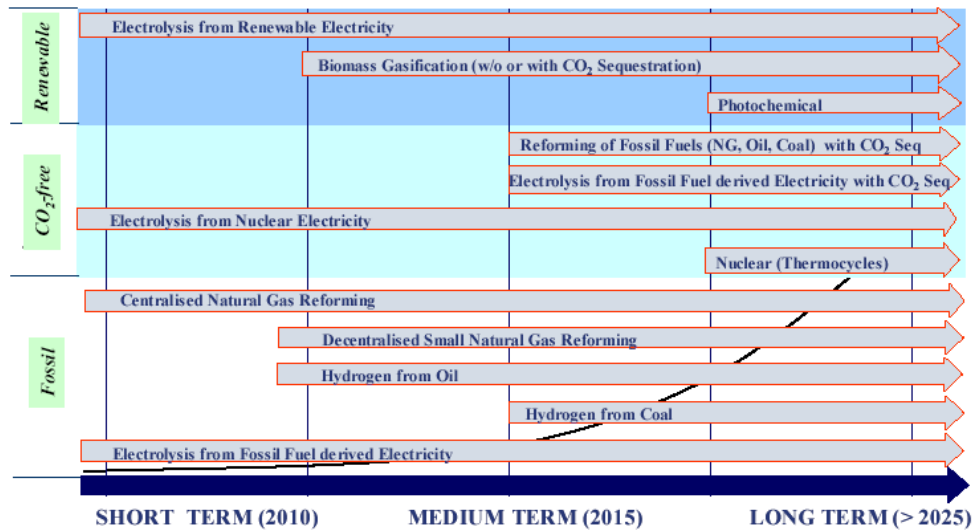 Renewable
Electrolysis from Renewable Electricity
Biomass Gasification (w/o or with CO₂ Sequestration)
Photochemical
CO₂-free
Reforming of Fossil Fuels (NG, Oil, Coal) with CO₂ Seq
Electrolysis from Fossil Fuel derived Electricity with CO₂ Seq
Electrolysis from Nuclear Electricity
Nuclear (Thermocycles)
Fossil
Centralised Natural Gas Reforming
Decentralised Small Natural Gas Reforming
Hydrogen from Oil
Hydrogen from Coal
Electrolysis from Fossil Fuel derived Electricity
SHORT TERM (2010) MEDIUM TERM (2015) LONG TERM (> 2025)